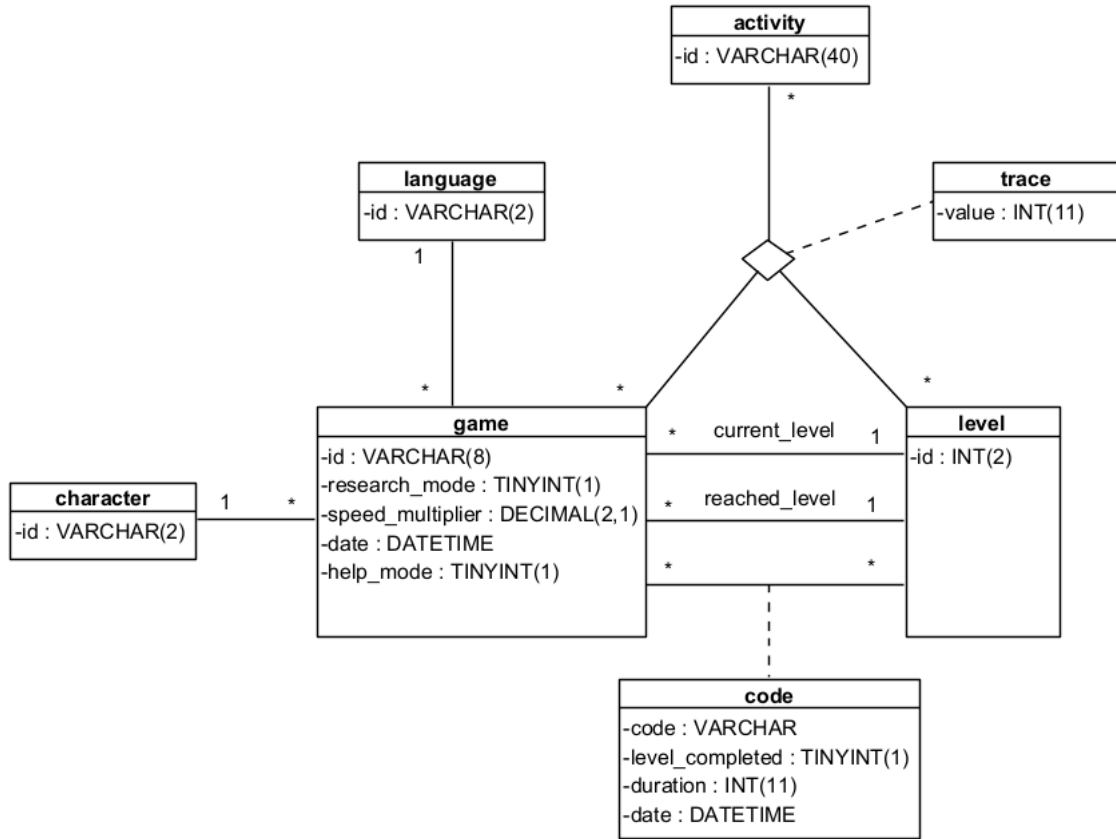 activity
-id : VARCHAR(40)
*
language
-id : VARCHAR(2)
1
*
trace
-value : INT(11)
*
*
game
-id : VARCHAR(8)
-research_mode : TINYINT(1)
-speed_multiplier : DECIMAL(2,1)
-date : DATETIME
-help_mode : TINYINT(1)
character
-id : VARCHAR(2)
1
*
* current_level 1
* reached_level 1
* *
level
-id : INT(2)
code
-code : VARCHAR
-level_completed : TINYINT(1)
-duration : INT(11)
-date : DATETIME